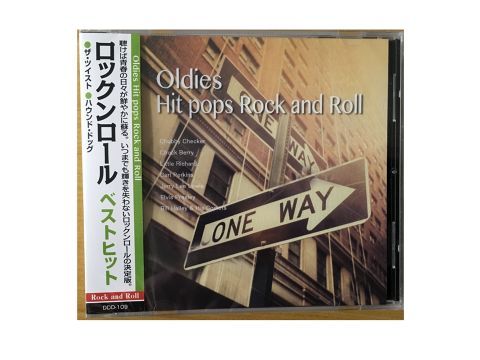 Oldies Hit pops Rock and Roll
聴けば青春の日々が鮮やかに蘇る。いつまでも輝きを失わないロックンロールの決定版。
ロックンロール ベストヒット
●ザ・ツイスト ●ハウンド・ドッグ
Rock and Roll
DDD-109
Oldies
Hit pops Rock and Roll
Chubby Checker
Chuck Berry
Little Richard
Carl Perkins
Jerry Lee Lewis
Elvis Presley
Bill Haley & His Comets
ONE WAY
ONE WAY